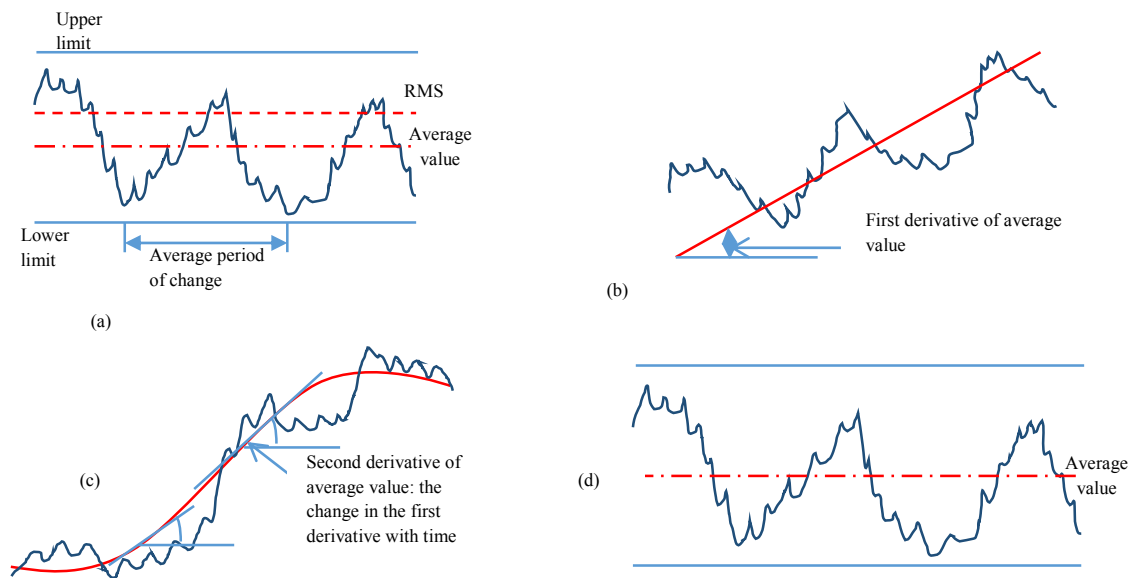 Upper
limit
RMS
Average
value
Lower
limit
Average period
of change
(a)
First derivative of average
value
(b)
(c)
Second derivative of
average value: the
change in the first
derivative with time
(d)
Average
value